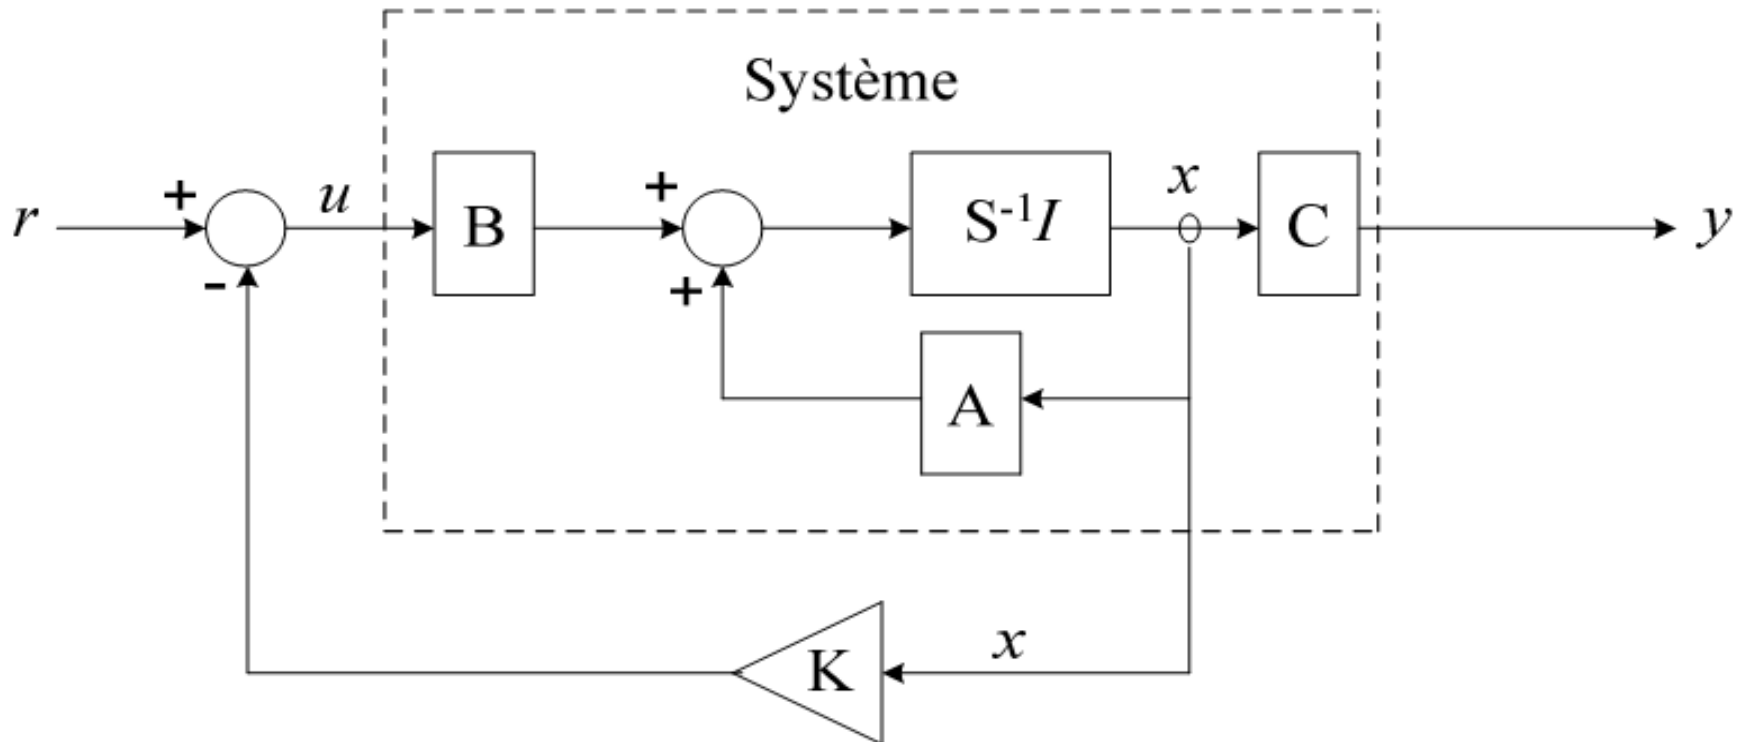 Système
r
+
-
u
B
+
+
S⁻¹I
x
C
y
A
K
x